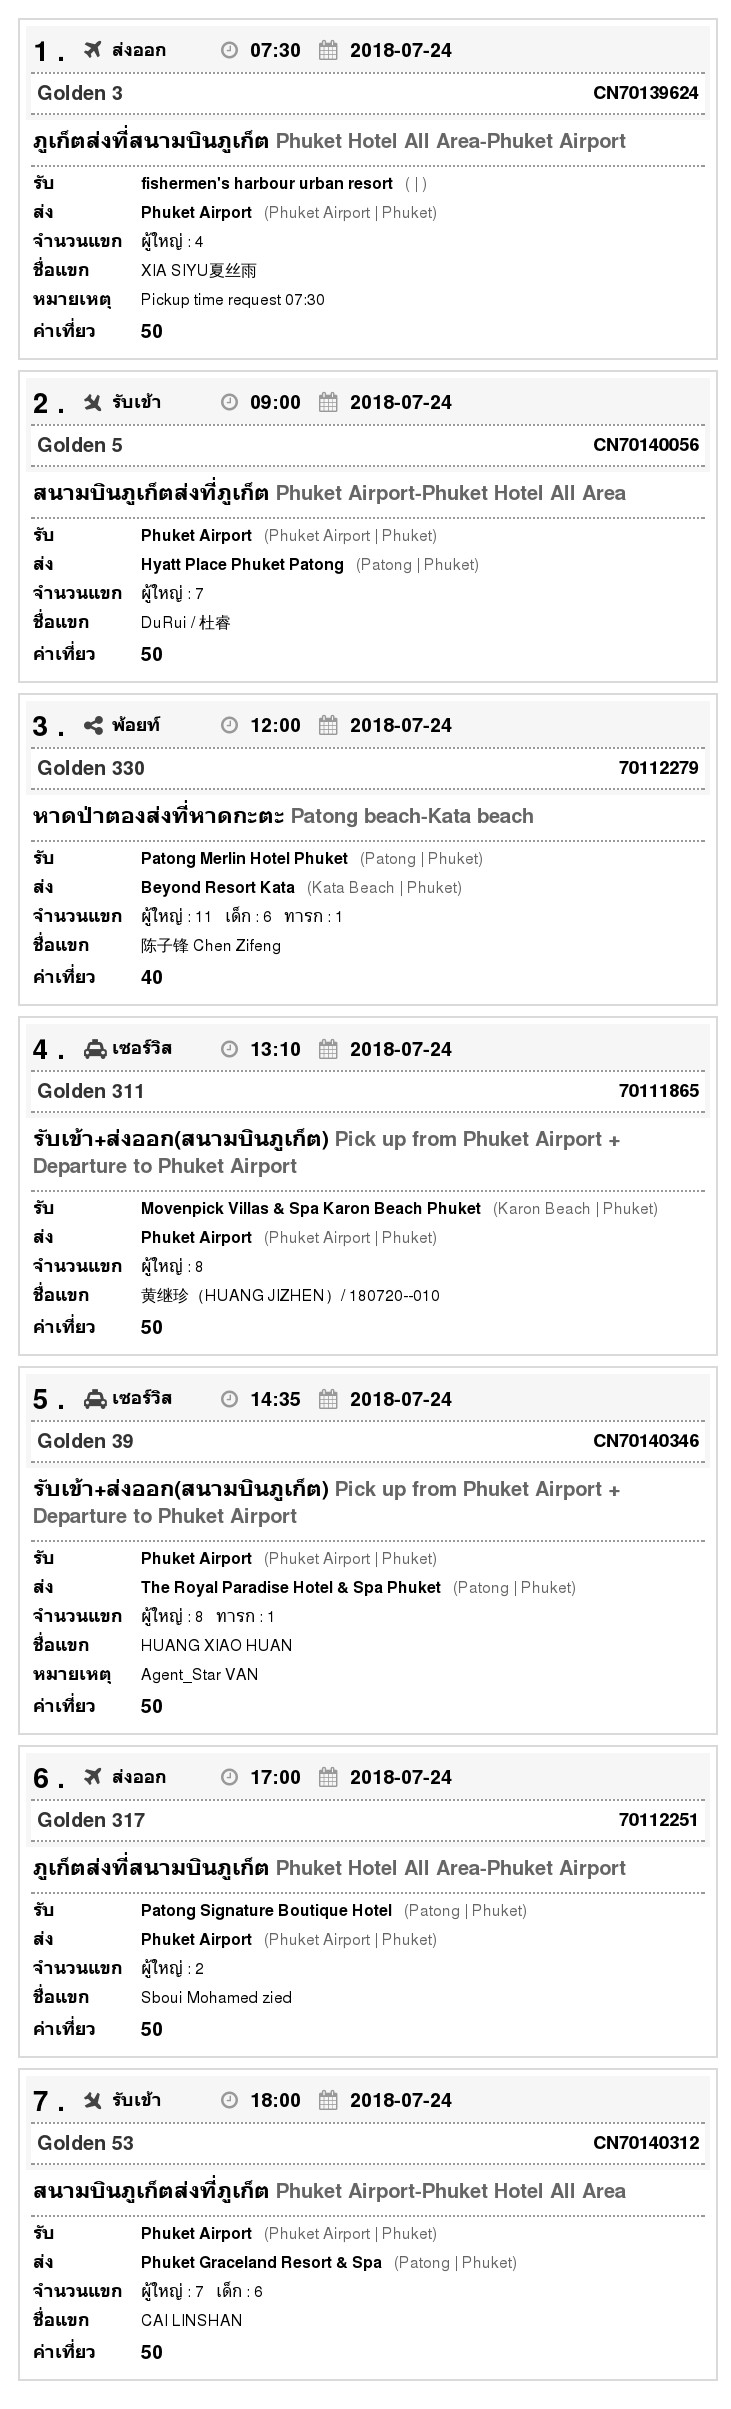 1 . ส่งออก 07:30 2018-07-24
Golden 3 CN70139624
ภูเก็ตส่งที่สนามบินภูเก็ต Phuket Hotel All Area-Phuket Airport
รับ fishermen's harbour urban resort ( | )
ส่ง Phuket Airport (Phuket Airport | Phuket)
จำนวนแขก ผู้ใหญ่ : 4
ชื่อแขก XIA SIYU夏丝雨
หมายเหตุ Pickup time request 07:30
ค่าเที่ยว 50
2 . รับเข้า 09:00 2018-07-24
Golden 5 CN70140056
สนามบินภูเก็ตส่งที่ภูเก็ต Phuket Airport-Phuket Hotel All Area
รับ Phuket Airport (Phuket Airport | Phuket)
ส่ง Hyatt Place Phuket Patong (Patong | Phuket)
จำนวนแขก ผู้ใหญ่ : 7
ชื่อแขก DuRui / 杜睿
ค่าเที่ยว 50
3 . พ้อยท์ 12:00 2018-07-24
Golden 330 70112279
หาดป่าตองส่งที่หาดกะตะ Patong beach-Kata beach
รับ Patong Merlin Hotel Phuket (Patong | Phuket)
ส่ง Beyond Resort Kata (Kata Beach | Phuket)
จำนวนแขก ผู้ใหญ่ : 11 เด็ก : 6 ทารก : 1
ชื่อแขก 陈子锋 Chen Zifeng
ค่าเที่ยว 40
4 . เซอร์วิส 13:10 2018-07-24
Golden 311 70111865
รับเข้า+ส่งออก(สนามบินภูเก็ต) Pick up from Phuket Airport +
Departure to Phuket Airport
รับ Movenpick Villas & Spa Karon Beach Phuket (Karon Beach | Phuket)
ส่ง Phuket Airport (Phuket Airport | Phuket)
จำนวนแขก ผู้ใหญ่ : 8
ชื่อแขก 黄继珍（HUANG JIZHEN）/ 180720--010
ค่าเที่ยว 50
5 . เซอร์วิส 14:35 2018-07-24
Golden 39 CN70140346
รับเข้า+ส่งออก(สนามบินภูเก็ต) Pick up from Phuket Airport +
Departure to Phuket Airport
รับ Phuket Airport (Phuket Airport | Phuket)
ส่ง The Royal Paradise Hotel & Spa Phuket (Patong | Phuket)
จำนวนแขก ผู้ใหญ่ : 8 ทารก : 1
ชื่อแขก HUANG XIAO HUAN
หมายเหตุ Agent_Star VAN
ค่าเที่ยว 50
6 . ส่งออก 17:00 2018-07-24
Golden 317 70112251
ภูเก็ตส่งที่สนามบินภูเก็ต Phuket Hotel All Area-Phuket Airport
รับ Patong Signature Boutique Hotel (Patong | Phuket)
ส่ง Phuket Airport (Phuket Airport | Phuket)
จำนวนแขก ผู้ใหญ่ : 2
ชื่อแขก Sboui Mohamed zied
ค่าเที่ยว 50
7 . รับเข้า 18:00 2018-07-24
Golden 53 CN70140312
สนามบินภูเก็ตส่งที่ภูเก็ต Phuket Airport-Phuket Hotel All Area
รับ Phuket Airport (Phuket Airport | Phuket)
ส่ง Phuket Graceland Resort & Spa (Patong | Phuket)
จำนวนแขก ผู้ใหญ่ : 7 เด็ก : 6
ชื่อแขก CAI LINSHAN
ค่าเที่ยว 50